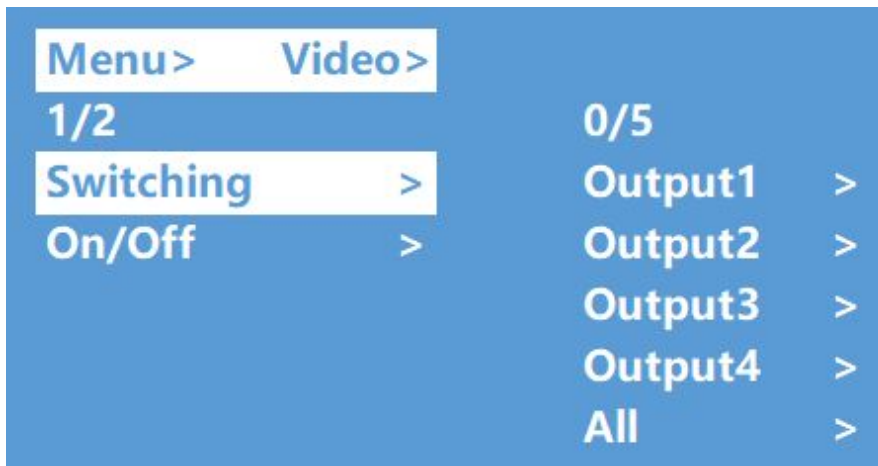 Menu> Video>
1/2 0/5
Switching > Output1 >
On/Off > Output2 >
Output3 >
Output4 >
All >